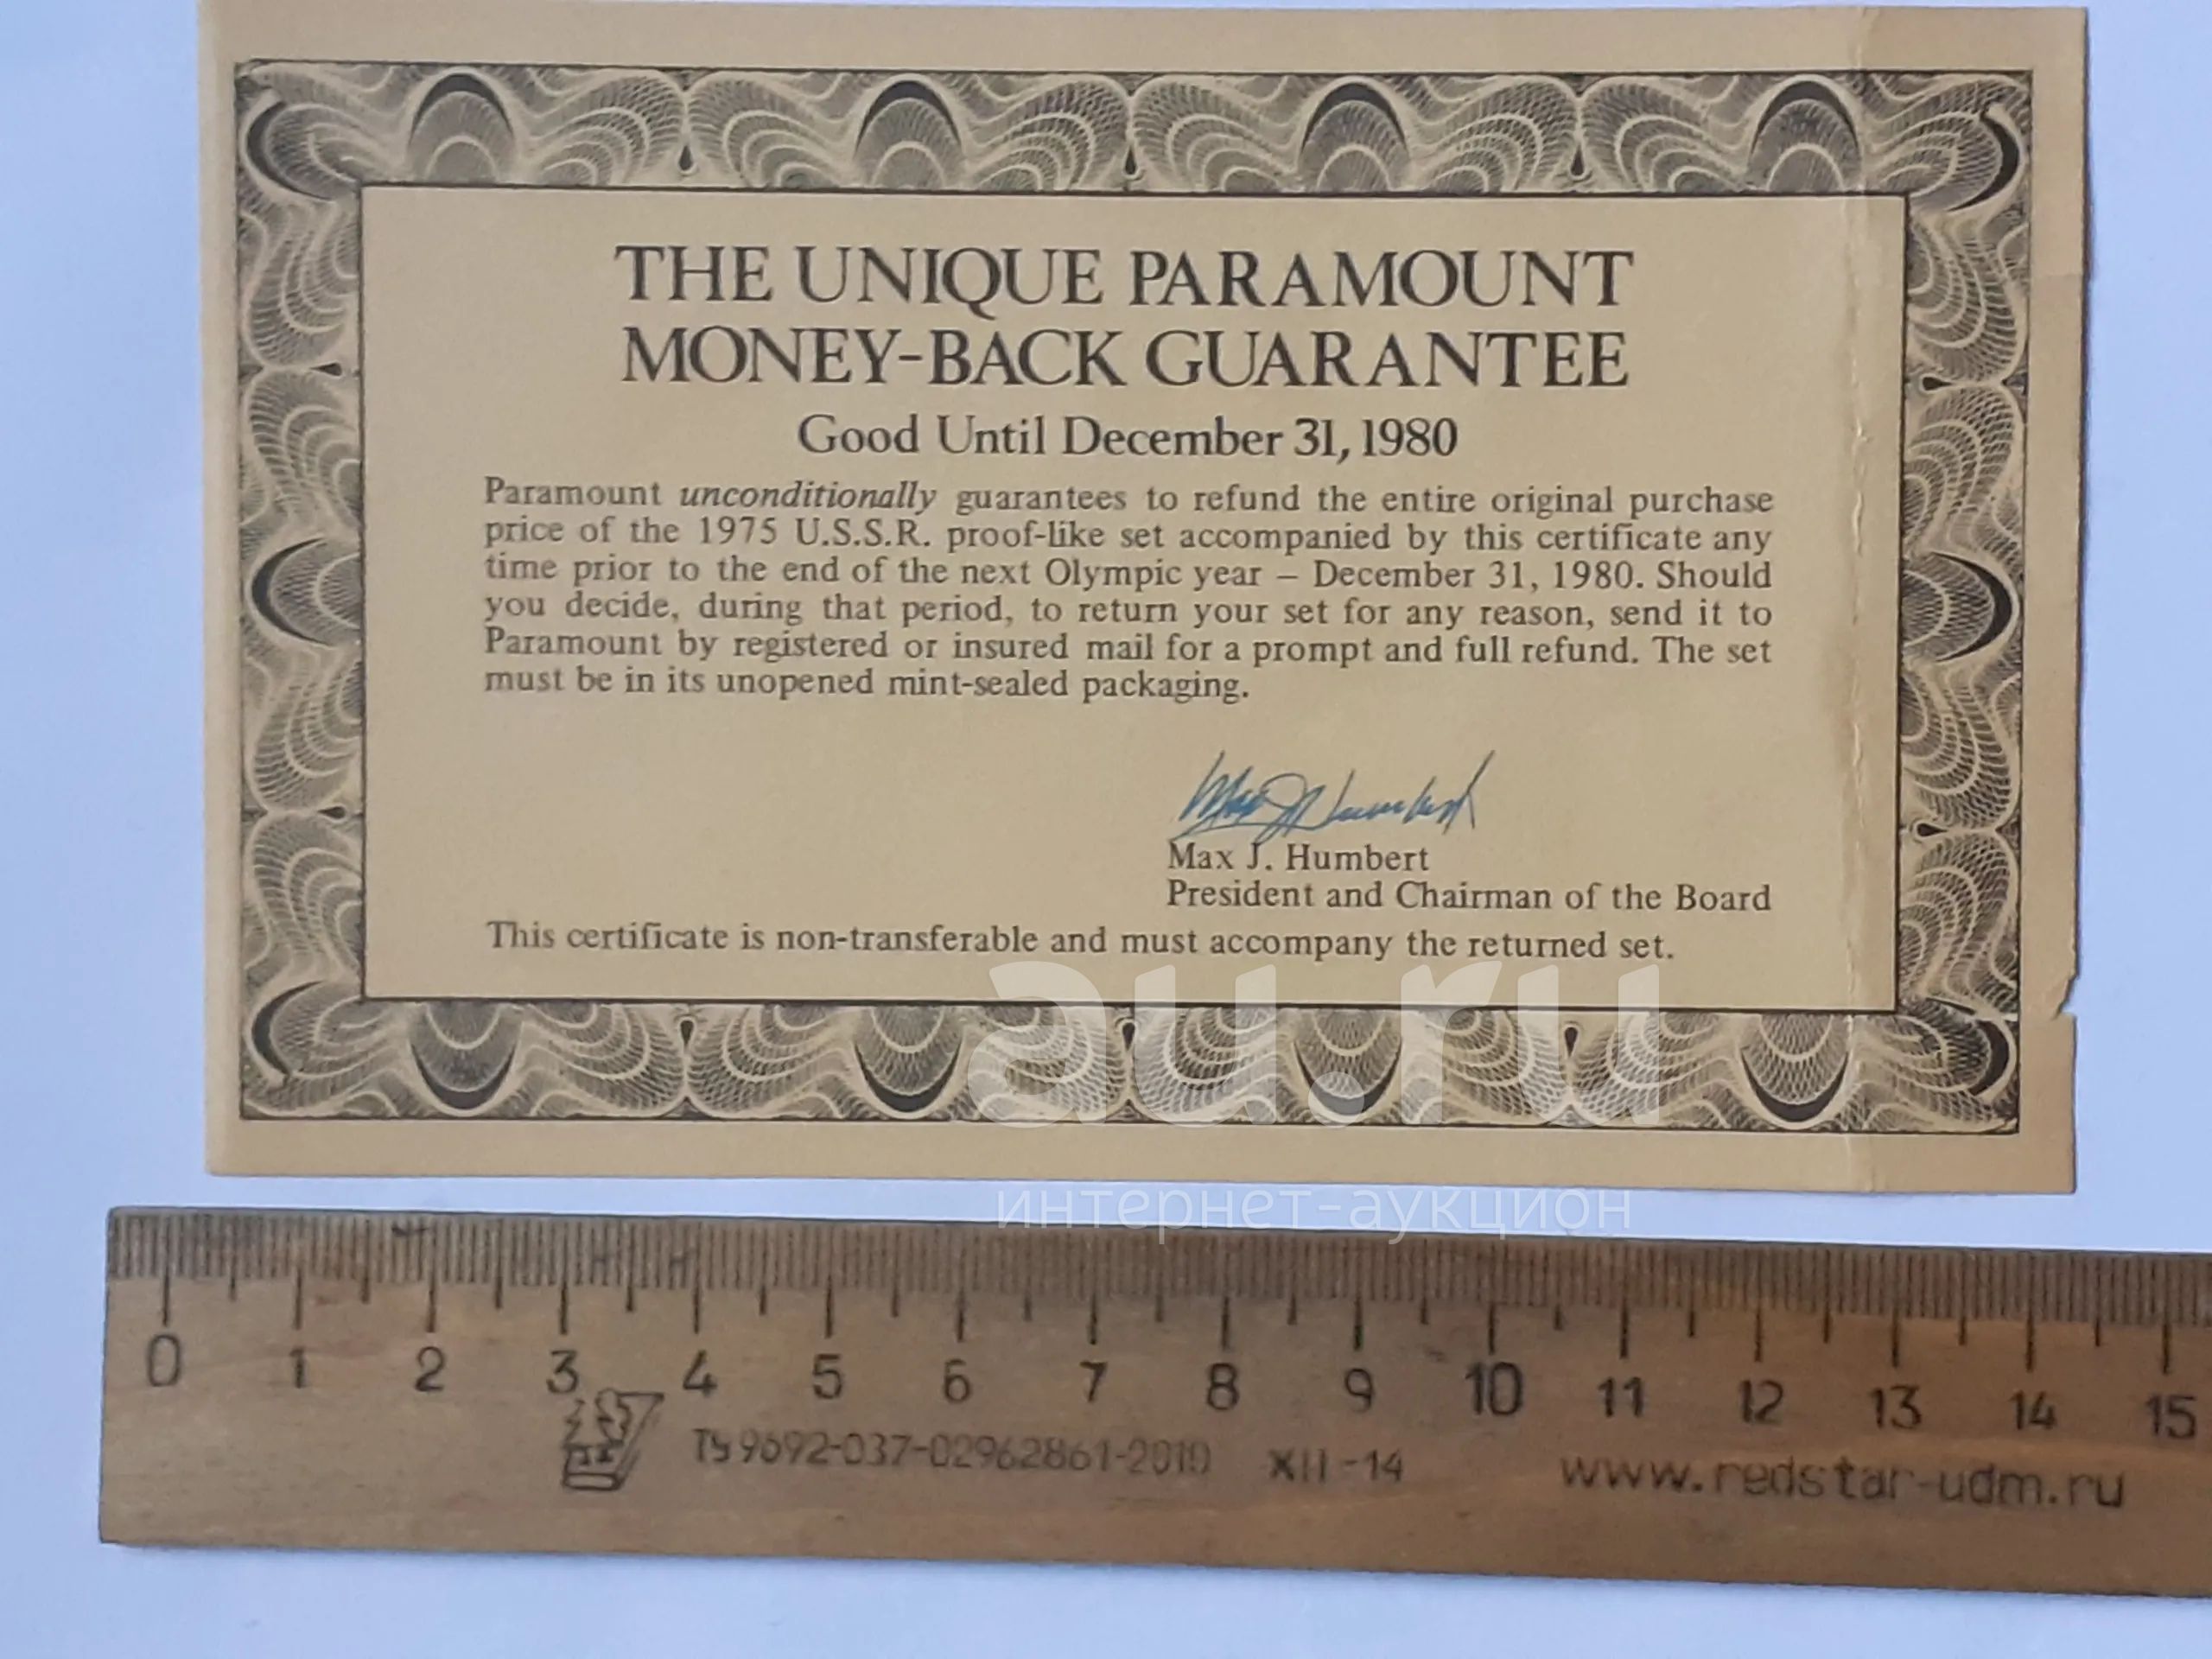 THE UNIQUE PARAMOUNT
MONEY-BACK GUARANTEE
Good Until December 31, 1980
Paramount unconditionally guarantees to refund the entire original purchase
price of the 1975 U.S.S.R. proof-like set accompanied by this certificate any
time prior to the end of the next Olympic year – December 31, 1980. Should
you decide, during that period, to return your set for any reason, send it to
Paramount by registered or insured mail for a prompt and full refund. The set
must be in its unopened mint-sealed packaging.
Max J. Humbert
Max J. Humbert
President and Chairman of the Board
This certificate is non-transferable and must accompany the returned set.
au.ru
интернет-аукцион
0 1 2 3 4 5 6 7 8 9 10 11 12 13 14 15
ТУ 9692-037-02962861-2010 XII-14 www.redstar-udm.ru